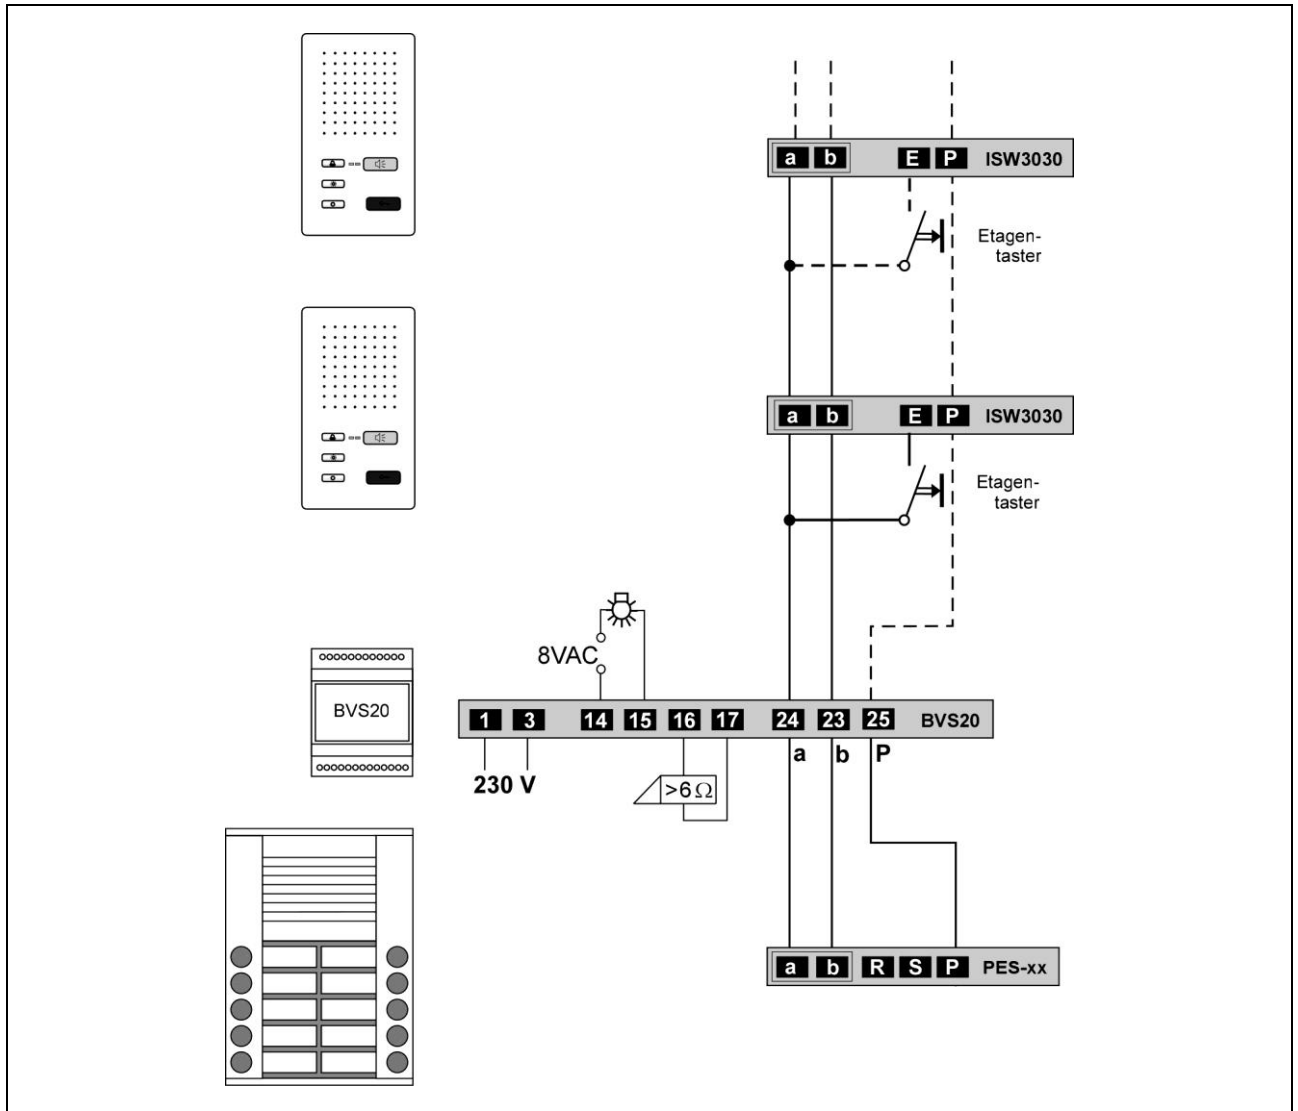 a b E P ISW3030
Etagen-
taster
a b E P ISW3030
Etagen-
taster
8VAC
BVS20
1 3 14 15 16 17 24 23 25 BVS20
a b P
230 V
>6Ω
a b R S P PES-xx